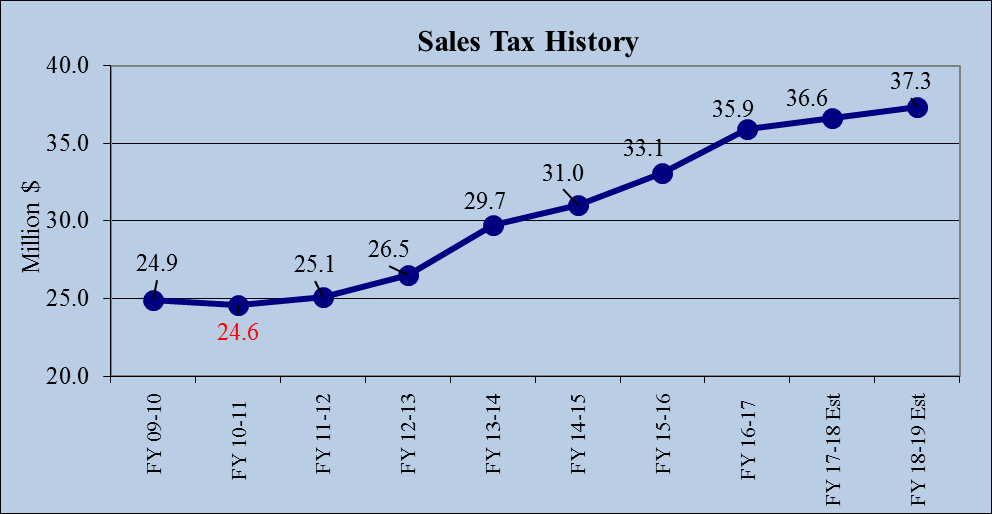 Sales Tax History
Million $
40.0
35.0
30.0
25.0
20.0
24.9
24.6
25.1
26.5
29.7
31.0
33.1
35.9
36.6
37.3
FY 09-10
FY 10-11
FY 11-12
FY 12-13
FY 13-14
FY 14-15
FY 15-16
FY 16-17
FY 17-18 Est
FY 18-19 Est